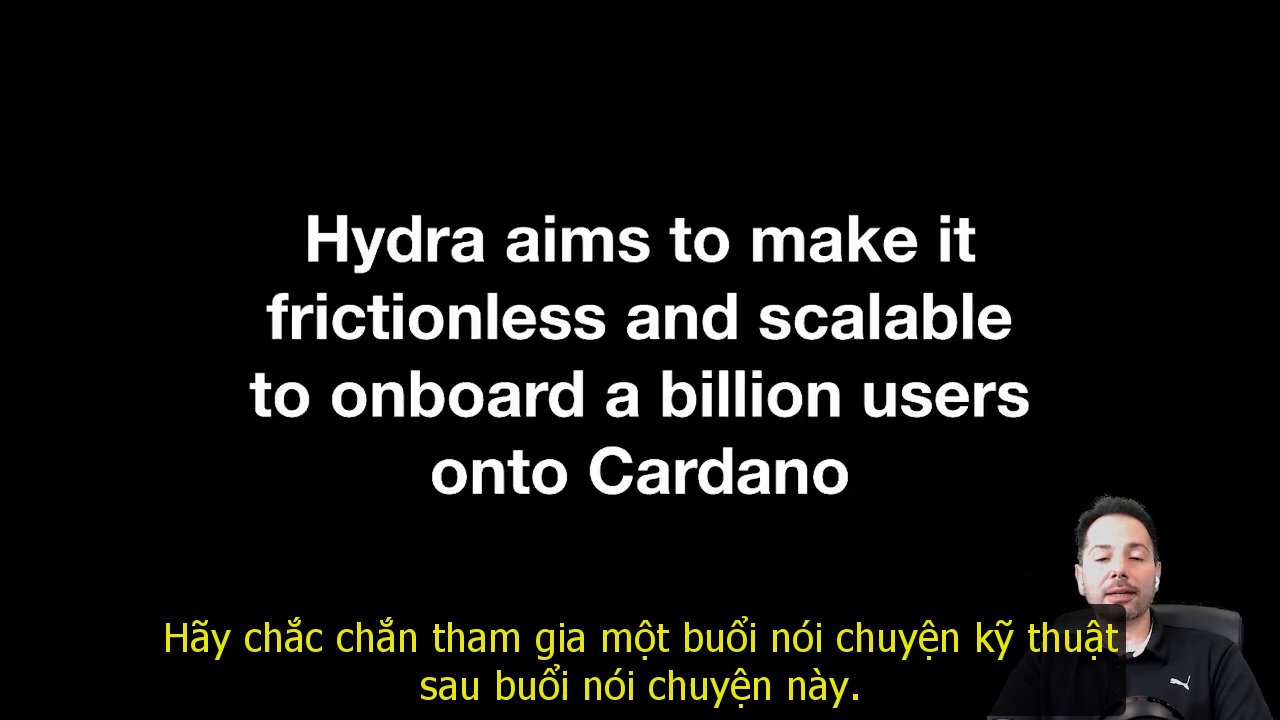 Hydra aims to make it
frictionless and scalable
to onboard a billion users
onto Cardano
Hãy chắc chắn tham gia một buổi nói chuyện kỹ thuật
sau buổi nói chuyện này.